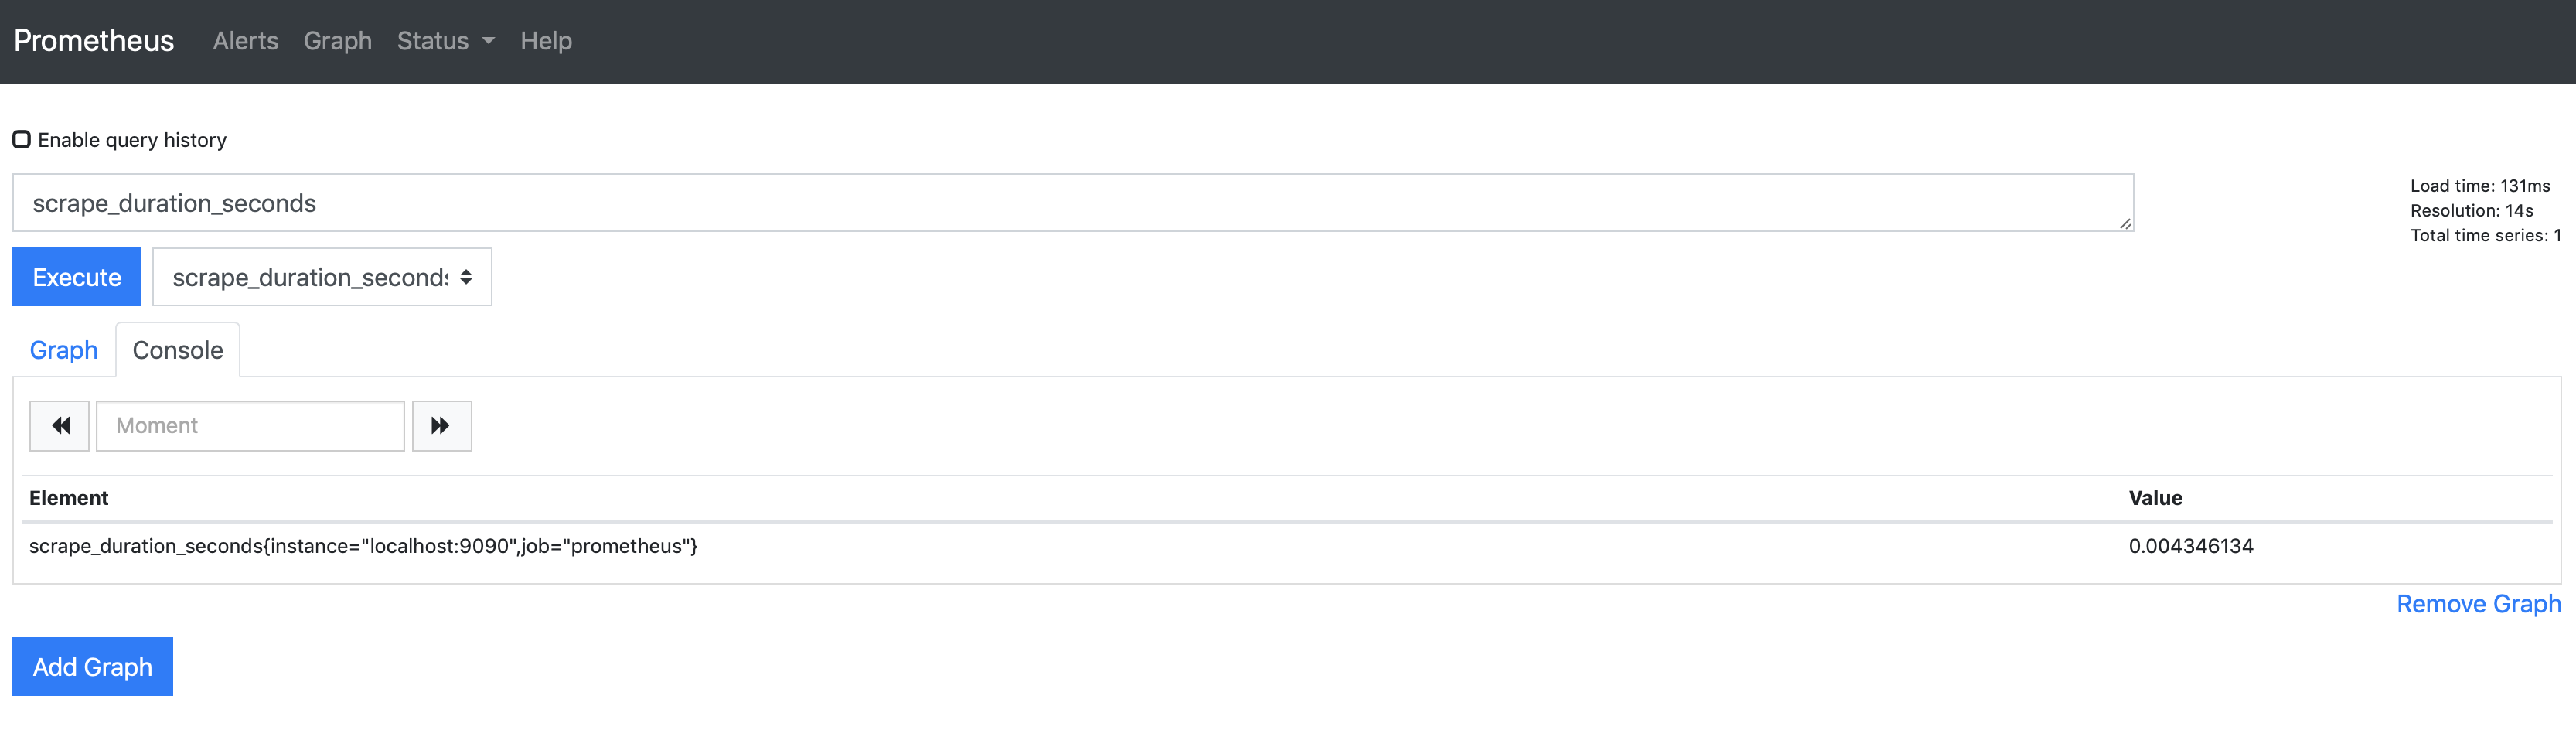 Prometheus Alerts Graph Status Help
Enable query history
scrape_duration_seconds
Load time: 131ms
Resolution: 14s
Total time series: 1
Execute scrape_duration_seconds
Graph Console
Moment
Element Value
scrape_duration_seconds{instance="localhost:9090",job="prometheus"} 0.004346134
Remove Graph
Add Graph